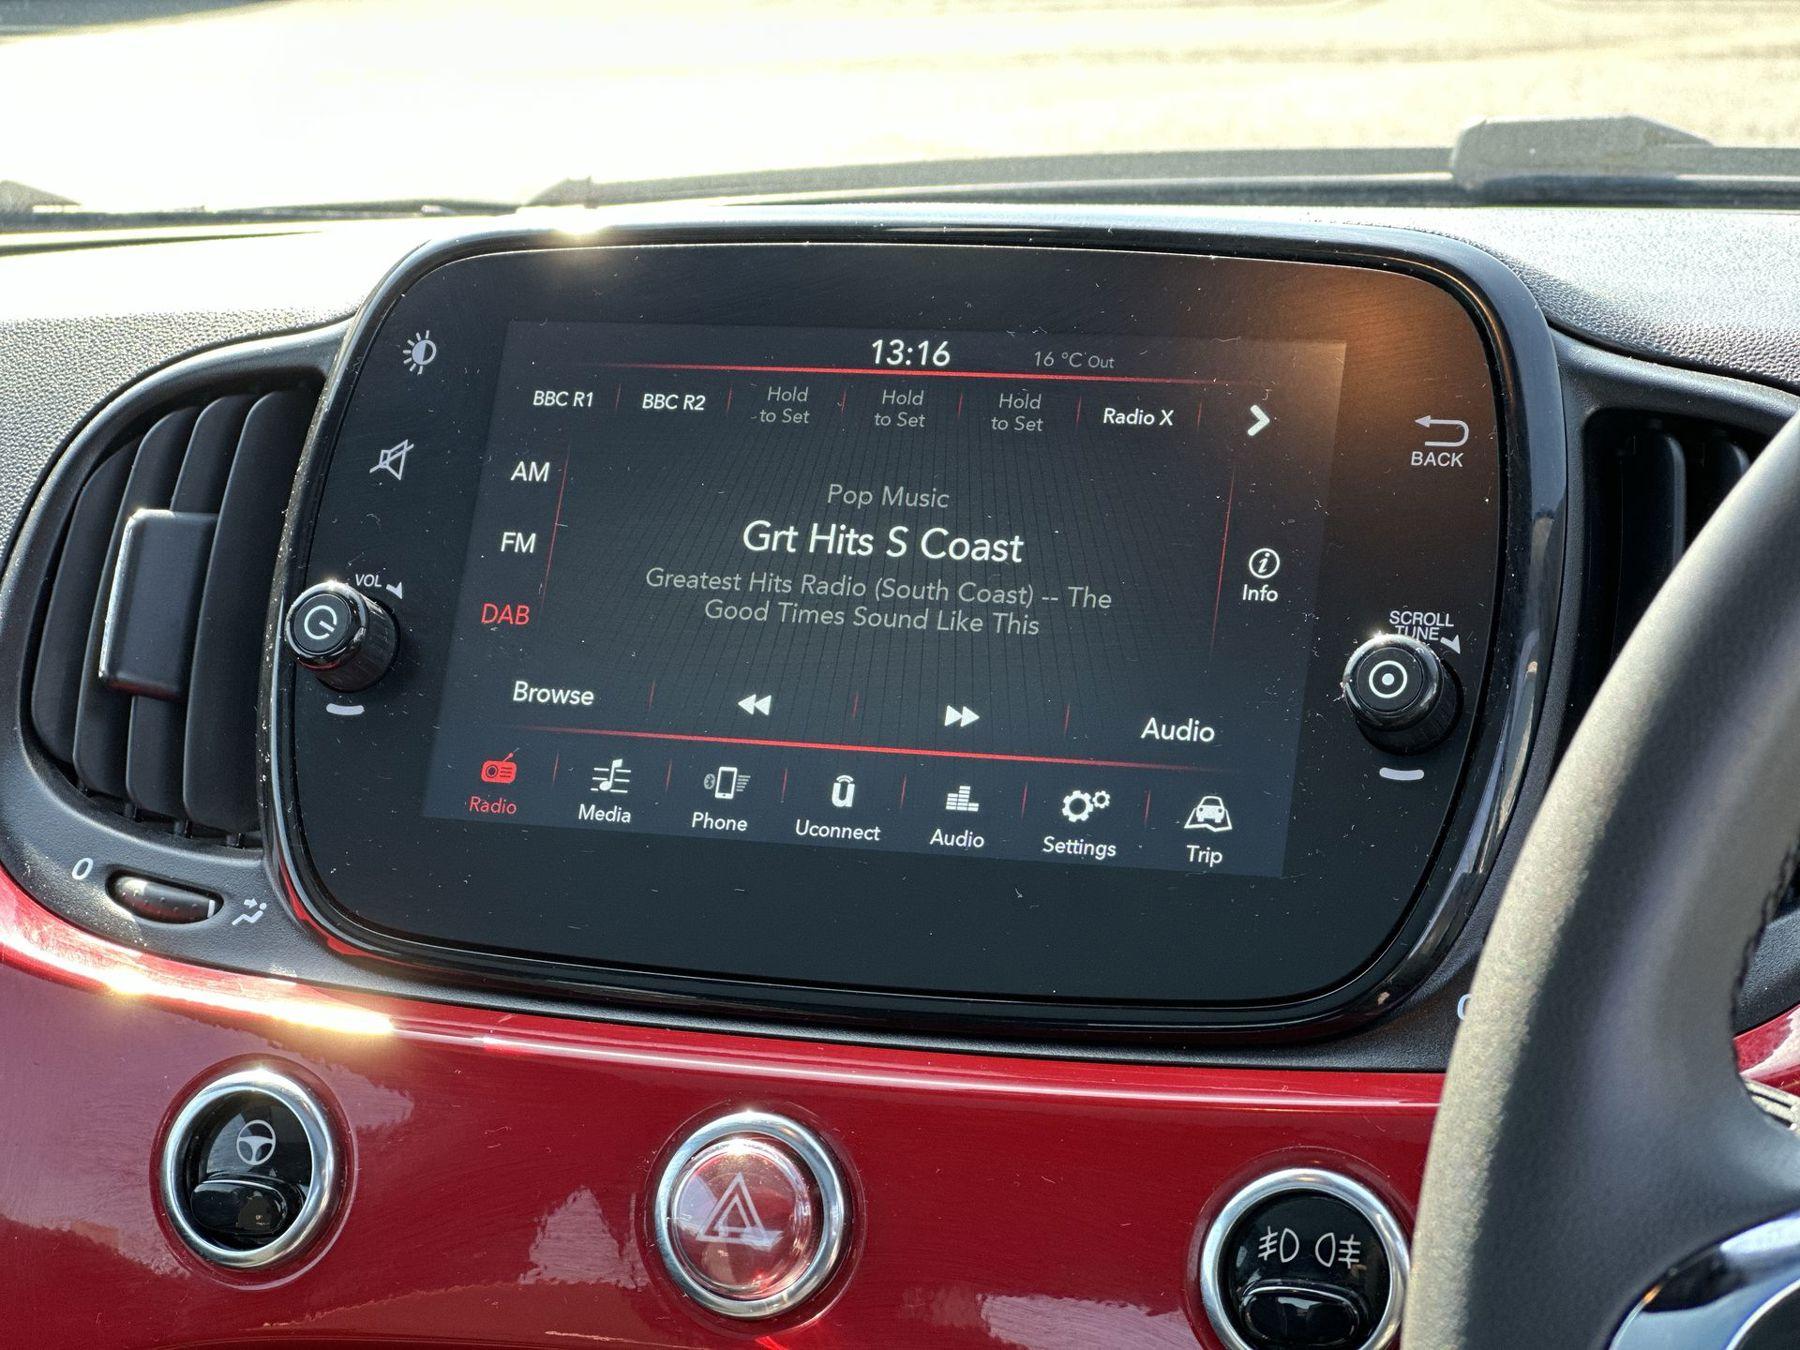 13:16
16 °C Out
BBC R1
BBC R2
Hold
to Set
Hold
to Set
Hold
to Set
Radio X
BACK
AM
FM
DAB
Pop Music
Grt Hits S Coast
Greatest Hits Radio (South Coast) -- The
Good Times Sound Like This
Info
VOL
SCROLL
TUNE
Browse
Audio
Radio
Media
Phone
Uconnect
Audio
Settings
Trip
0